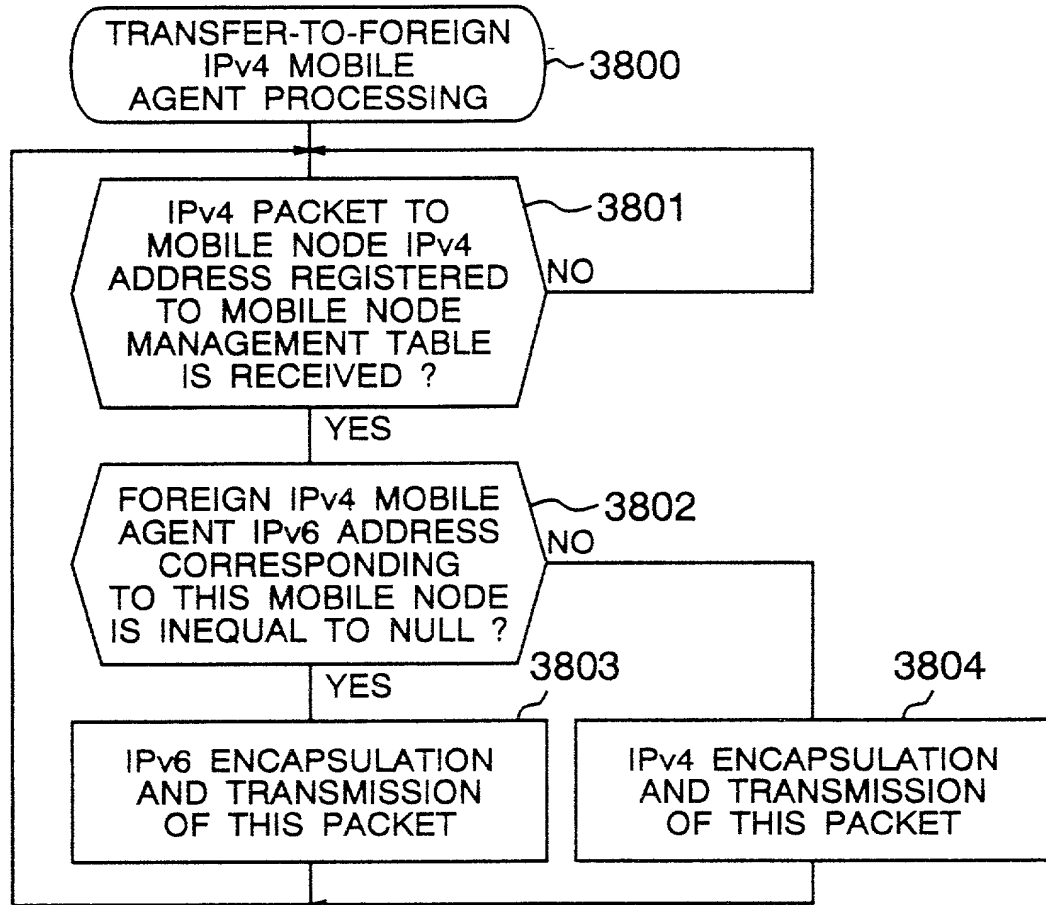 TRANSFER-TO-FOREIGN
IPv4 MOBILE
AGENT PROCESSING
3800
IPv4 PACKET TO
MOBILE NODE IPv4
ADDRESS REGISTERED
TO MOBILE NODE
MANAGEMENT TABLE
IS RECEIVED ?
3801
NO
YES
FOREIGN IPv4 MOBILE
AGENT IPv6 ADDRESS
CORRESPONDING
TO THIS MOBILE NODE
IS INEQUAL TO NULL ?
3802
NO
YES
3803
IPv6 ENCAPSULATION
AND TRANSMISSION
OF THIS PACKET
3804
IPv4 ENCAPSULATION
AND TRANSMISSION
OF THIS PACKET